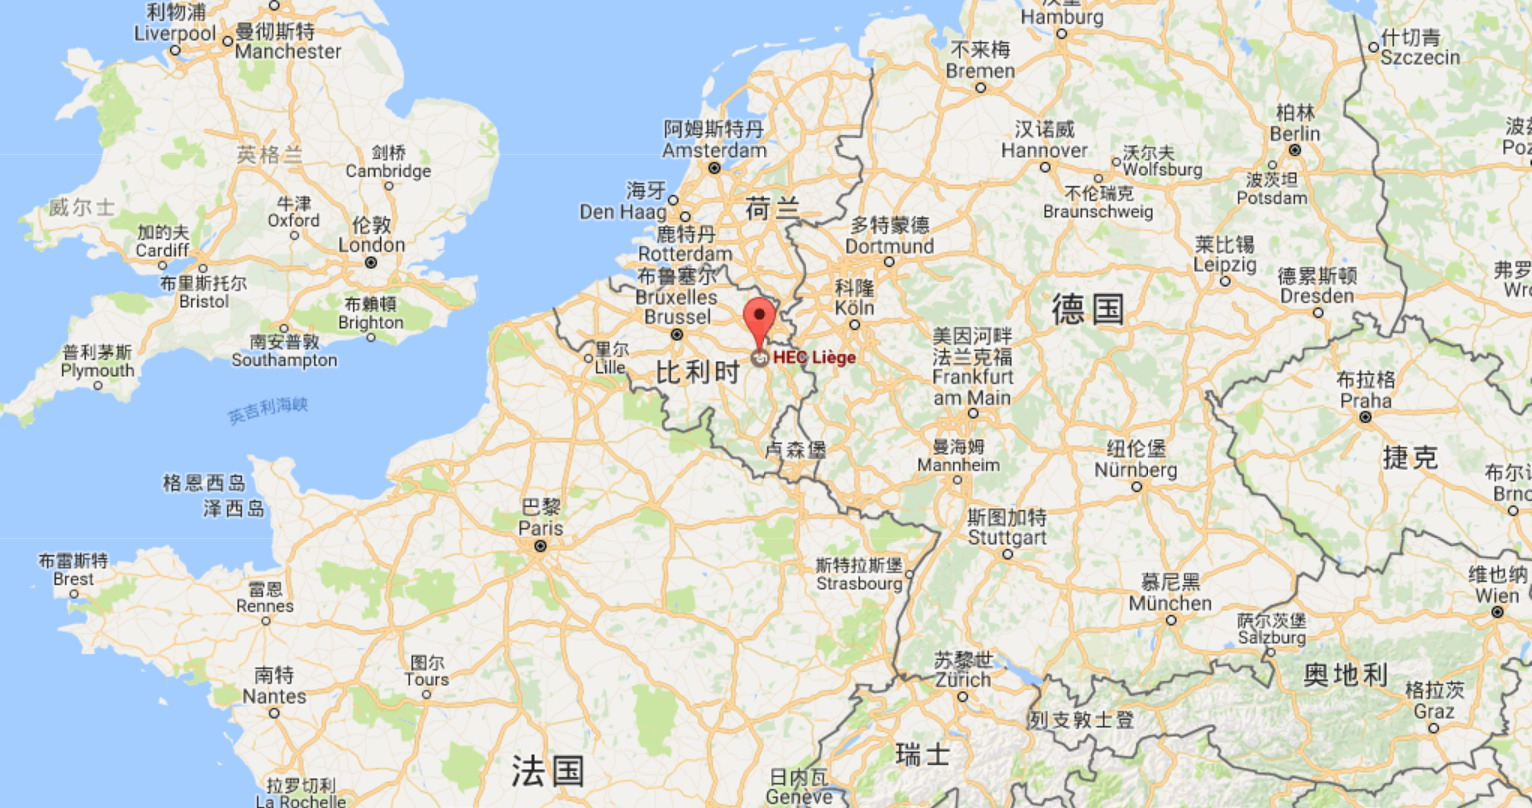 利物浦
Liverpool
曼彻斯特
Manchester
Hamburg
不来梅
Bremen
什切青
Szczecin
阿姆斯特丹
Amsterdam
汉诺威
Hannover
沃尔夫
Wolfsburg
柏林
Berlin
英格兰
剑桥
Cambridge
海牙
Den Haag
荷兰
不伦瑞克
Braunschweig
波茨坦
Potsdam
威尔士
牛津
Oxford
加的夫
Cardiff
伦敦
London
鹿特丹
Rotterdam
多特蒙德
Dortmund
莱比锡
Leipzig
布里斯托尔
Bristol
布鲁塞尔
Bruxelles
Brussel
科隆
Köln
德国
德累斯顿
Dresden
布賴頓
Brighton
南安普敦
Southampton
普利茅斯
Plymouth
里尔
Lille
比利时
HEC Liège
美因河畔
法兰克福
Frankfurt
am Main
布拉格
Praha
英吉利海峡
卢森堡
曼海姆
Mannheim
纽伦堡
Nürnberg
捷克
格恩西岛
泽西岛
巴黎
Paris
斯图加特
Stuttgart
Brno
布雷斯特
Brest
雷恩
Rennes
斯特拉斯堡
Strasbourg
慕尼黑
München
维也纳
Wien
萨尔茨堡
Salzburg
南特
Nantes
图尔
Tours
苏黎世
Zürich
奥地利
格拉茨
Graz
列支敦士登
瑞士
法国
日内瓦
Genève
拉罗切利
La Rochelle